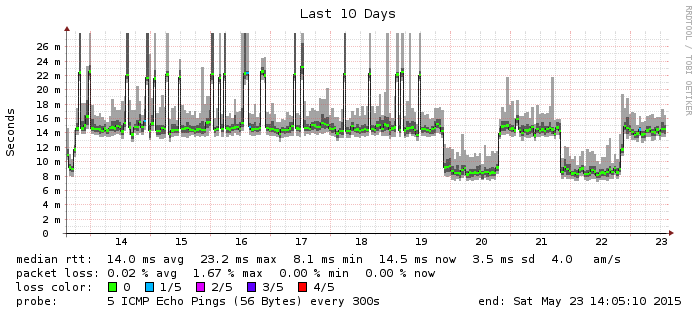 Last 10 Days
RRDTOOL / TOBI OETIKER
Seconds
26 m
24 m
22 m
20 m
18 m
16 m
14 m
12 m
10 m
8 m
6 m
4 m
2 m
0
14 15 16 17 18 19 20 21 22 23
median rtt: 14.0 ms avg 23.2 ms max 8.1 ms min 14.5 ms now 3.5 ms sd 4.0 am/s
packet loss: 0.02 % avg 1.67 % max 0.00 % min 0.00 % now
loss color: 0 1/5 2/5 3/5 4/5
probe: 5 ICMP Echo Pings (56 Bytes) every 300s end: Sat May 23 14:05:10 2015